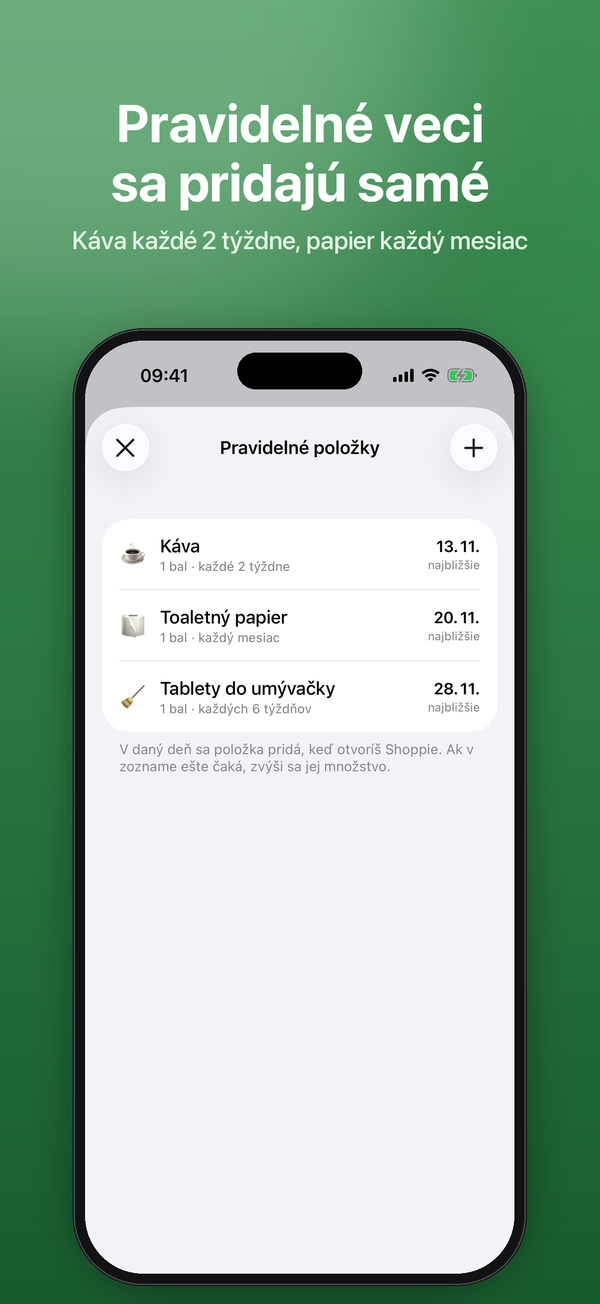 Pravidelné veci
sa pridajú samé
Káva každé 2 týždne, papier každý mesiac
09:41
Pravidelné položky
Káva
13. 11.
1 bal · každé 2 týždne
najbližšie
Toaletný papier
20. 11.
1 bal · každý mesiac
najbližšie
Tablety do umývačky
28. 11.
1 bal · každých 6 týždňov
najbližšie
V daný deň sa položka pridá, keď otvoríš Shoppie. Ak v
zozname ešte čaká, zvýši sa jej množstvo.